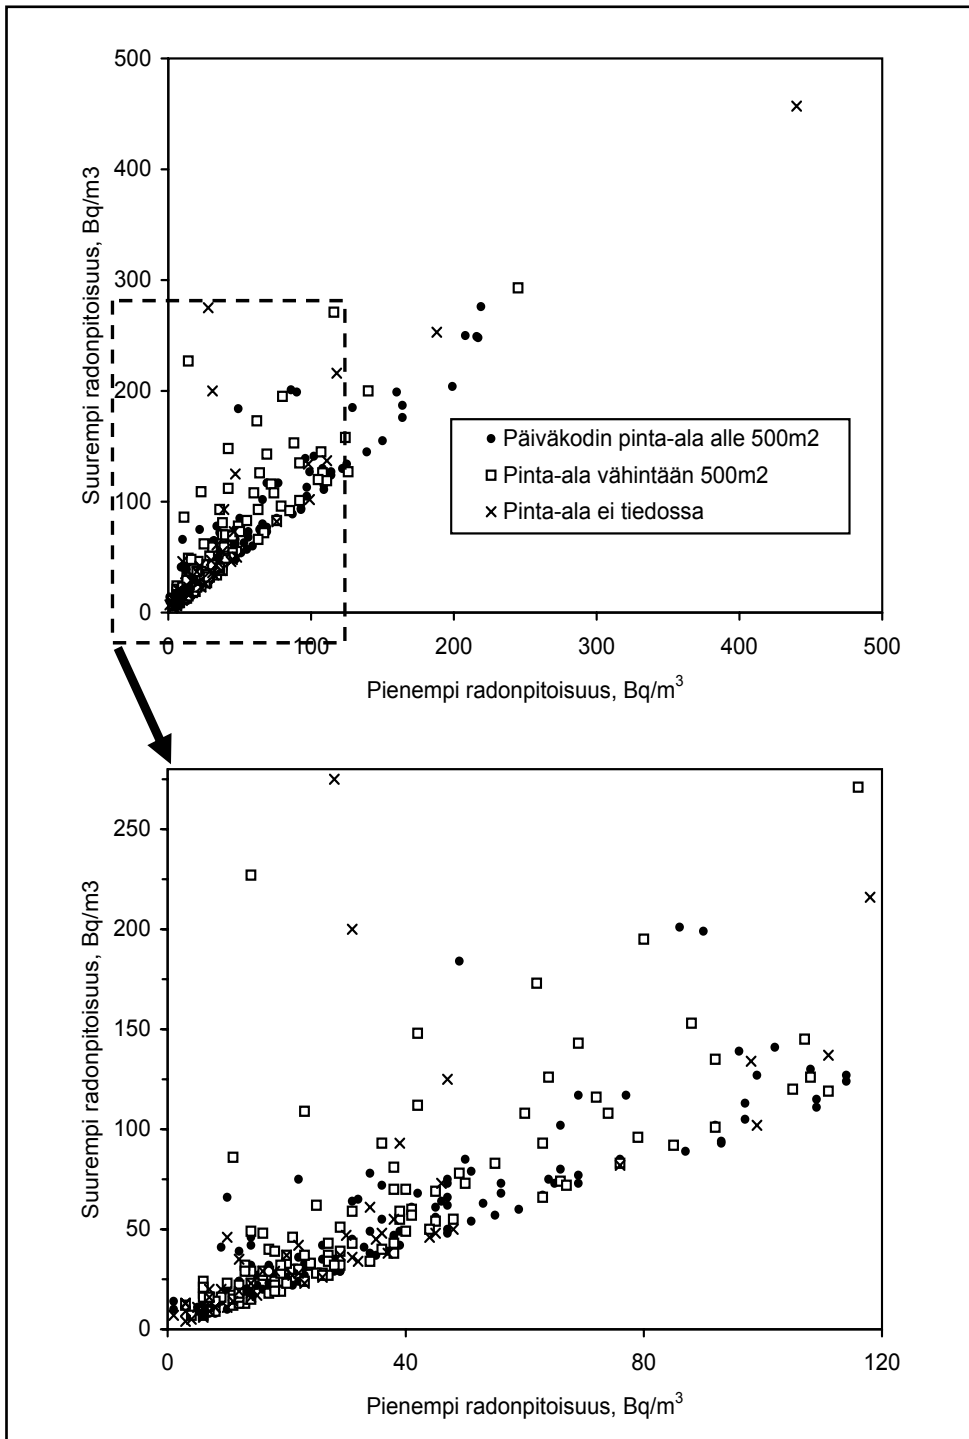 500
400
300
200
100
0
Suurempi radonpitoisuus, Bq/m3
● Päiväkodin pinta-ala alle 500m2
□ Pinta-ala vähintään 500m2
× Pinta-ala ei tiedossa
0 100 200 300 400 500
Pienempi radonpitoisuus, Bq/m³
250
200
150
100
50
0
Suurempi radonpitoisuus, Bq/m3
0 40 80 120
Pienempi radonpitoisuus, Bq/m³